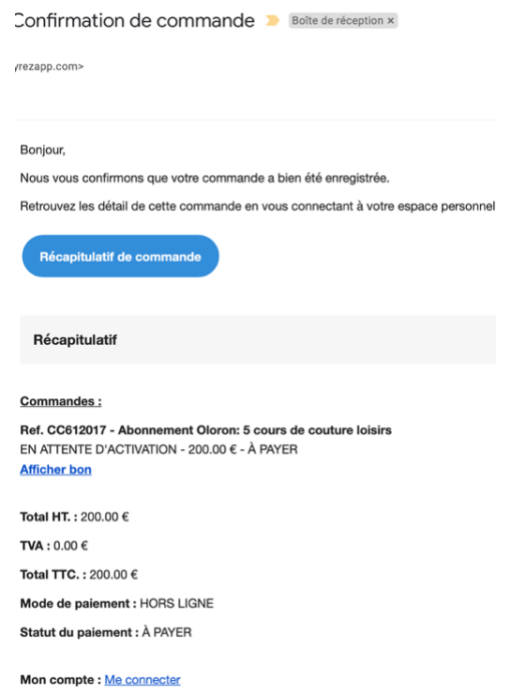 Confirmation de commande
Boîte de réception ×
yrezapp.com>
Bonjour,
Nous vous confirmons que votre commande a bien été enregistrée.
Retrouvez les détail de cette commande en vous connectant à votre espace personnel
Récapitulatif de commande
Récapitulatif
Commandes :
Ref. CC612017 - Abonnement Oloron: 5 cours de couture loisirs
EN ATTENTE D'ACTIVATION - 200.00 € - À PAYER
Afficher bon
Total HT. : 200.00 €
TVA : 0.00 €
Total TTC. : 200.00 €
Mode de paiement : HORS LIGNE
Statut du paiement : À PAYER
Mon compte : Me connecter